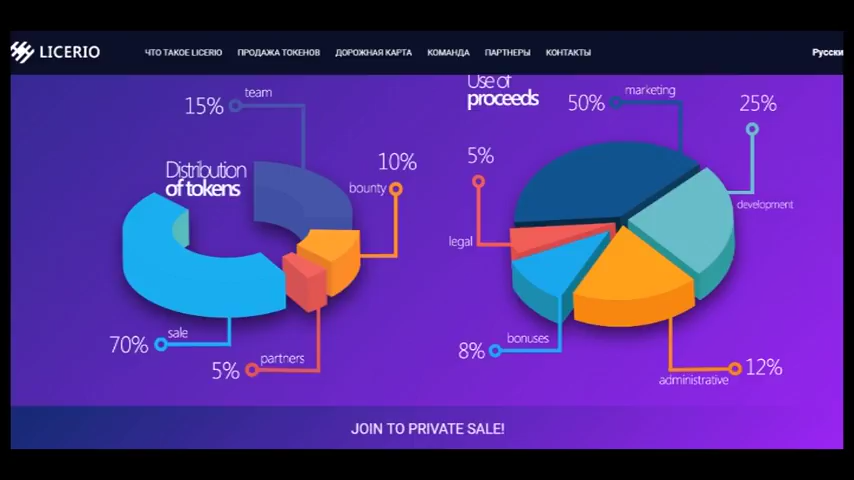 LICERIO
ЧТО ТАКОЕ LICERIO
ПРОДАЖА ТОКЕНОВ
ДОРОЖНАЯ КАРТА
КОМАНДА
ПАРТНЕРЫ
КОНТАКТЫ
Русски
15%
team
Distribution
of tokens
10%
bounty
70%
sale
5%
partners
Use of
proceeds
50%
marketing
25%
development
5%
legal
8%
bonuses
12%
administrative
JOIN TO PRIVATE SALE!